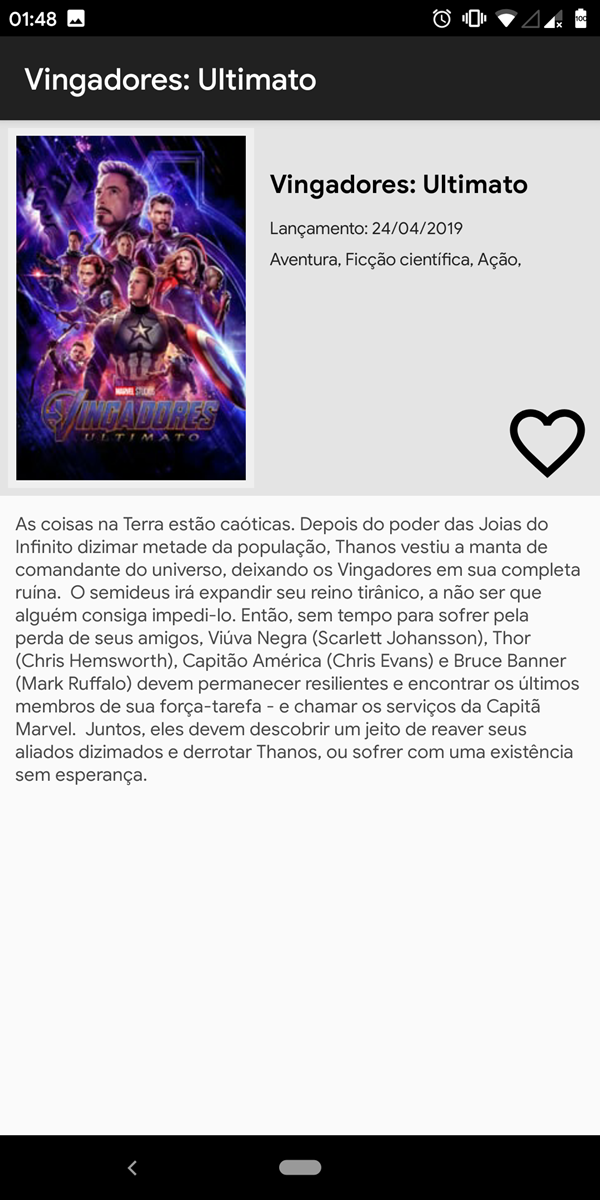 01:48
100
Vingadores: Ultimato
Vingadores: Ultimato
Lançamento: 24/04/2019
Aventura, Ficção científica, Ação,
MARVEL STUDIOS
VINGADORES
ULTIMATO
As coisas na Terra estão caóticas. Depois do poder das Joias do
Infinito dizimar metade da população, Thanos vestiu a manta de
comandante do universo, deixando os Vingadores em sua completa
ruína.  O semideus irá expandir seu reino tirânico, a não ser que
alguém consiga impedi-lo. Então, sem tempo para sofrer pela
perda de seus amigos, Viúva Negra (Scarlett Johansson), Thor
(Chris Hemsworth), Capitão América (Chris Evans) e Bruce Banner
(Mark Ruffalo) devem permanecer resilientes e encontrar os últimos
membros de sua força-tarefa - e chamar os serviços da Capitã
Marvel.  Juntos, eles devem descobrir um jeito de reaver seus
aliados dizimados e derrotar Thanos, ou sofrer com uma existência
sem esperança.